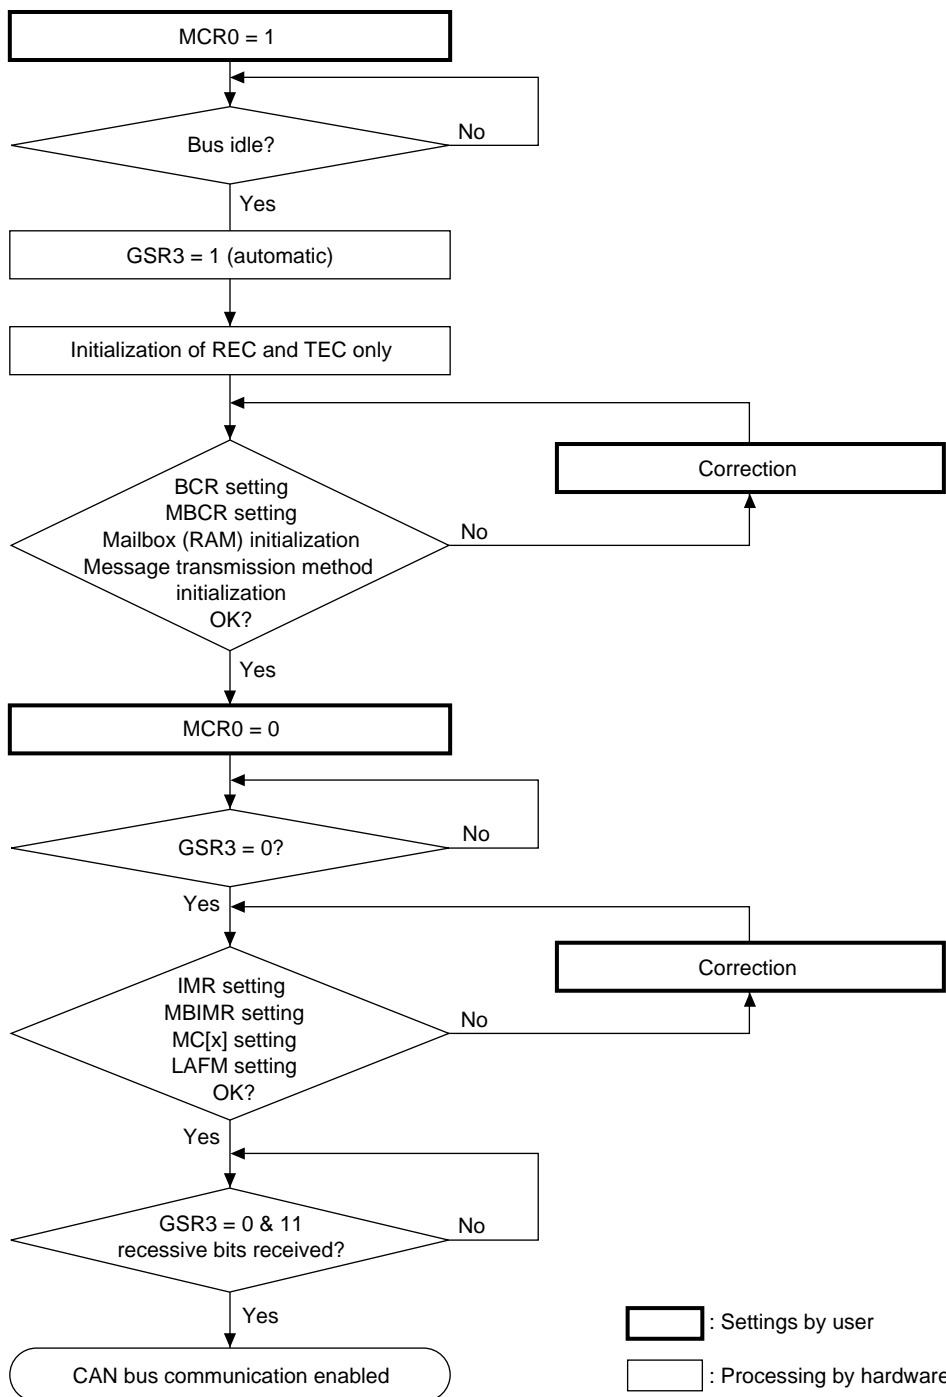 MCR0 = 1
Bus idle?
No
Yes
GSR3 = 1 (automatic)
Initialization of REC and TEC only
BCR setting
MBCR setting
Mailbox (RAM) initialization
Message transmission method
initialization
OK?
No
Correction
Yes
MCR0 = 0
GSR3 = 0?
No
Yes
IMR setting
MBIMR setting
MC[x] setting
LAFM setting
OK?
No
Correction
Yes
GSR3 = 0 & 11
recessive bits received?
No
Yes
CAN bus communication enabled
: Settings by user
: Processing by hardware